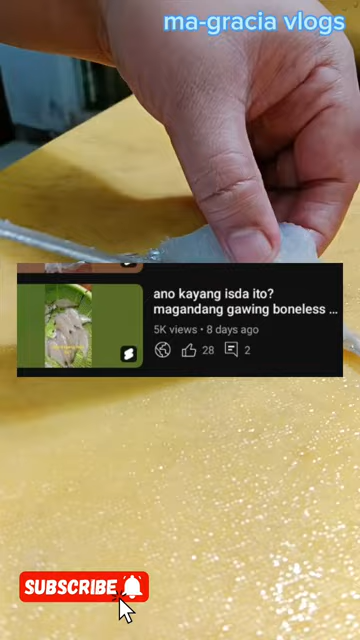 ma-gracia vlogs
ano kayang isda ito?
magandang gawing boneless ...
5K views • 8 days ago
28 2
SUBSCRIBE